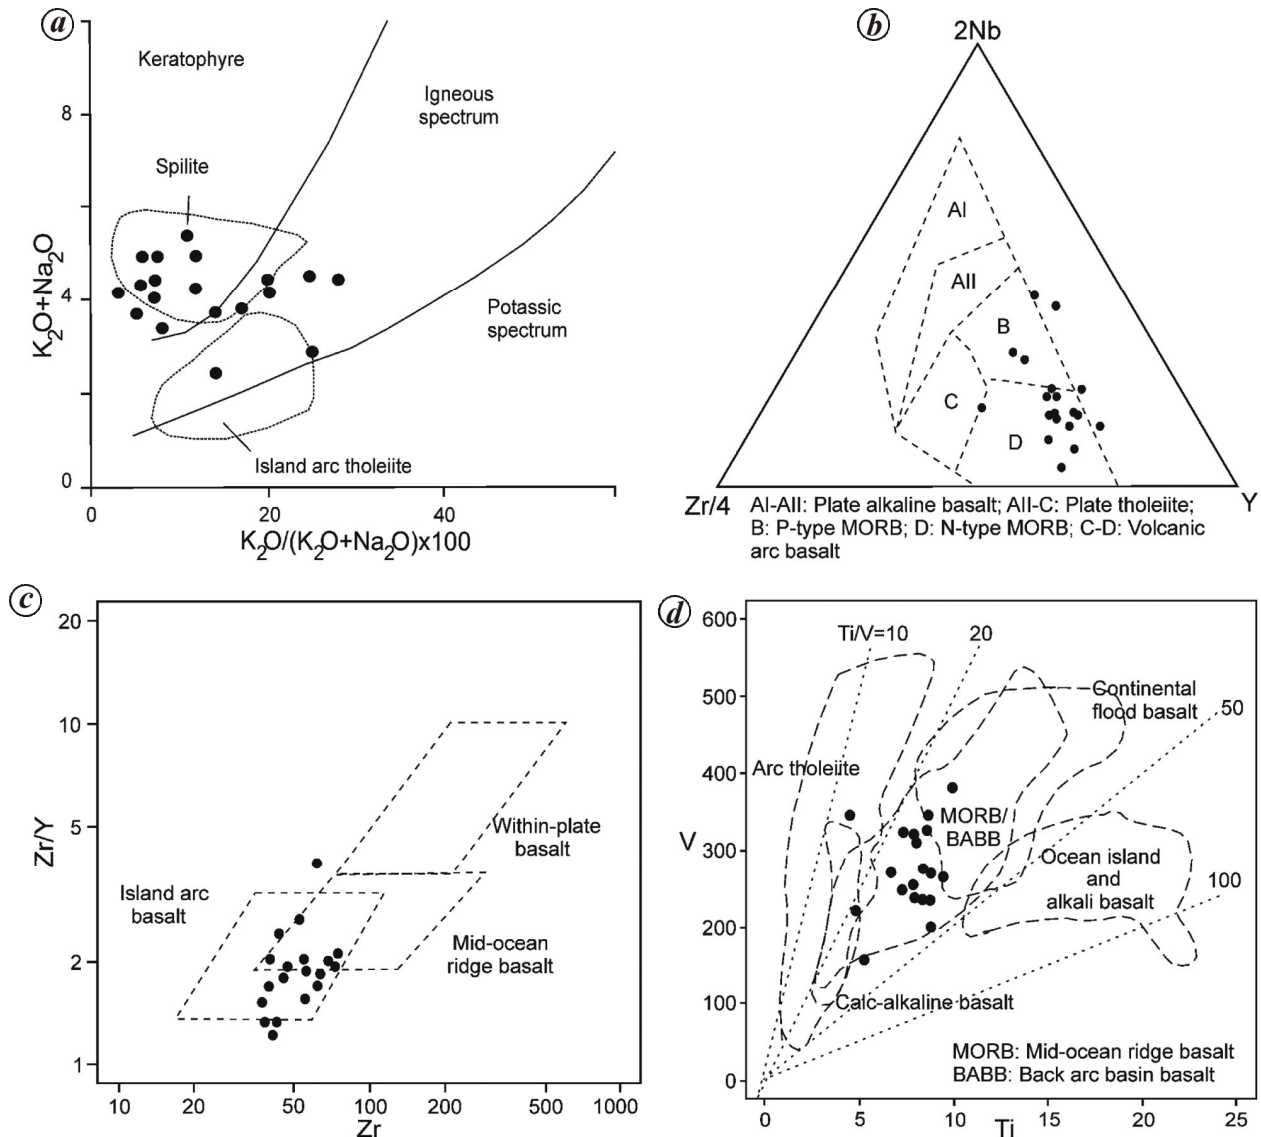 a
Keratophyre
Igneous
spectrum
8
Spilite
K2O+Na2O
4
Potassic
spectrum
Island arc tholeiite
0
0
20
40
K2O/(K2O+Na2O)x100
b
2Nb
AI
AII
B
C
D
Zr/4
Y
AI-AII: Plate alkaline basalt; AII-C: Plate tholeiite;
B: P-type MORB; D: N-type MORB; C-D: Volcanic
arc basalt
c
20
10
5
2
1
Zr/Y
Within-plate
basalt
Island arc
basalt
Mid-ocean
ridge basalt
10
20
50
100
200
500
1000
Zr
d
600
500
400
300
200
100
0
V
Ti/V=10
20
50
100
Continental
flood basalt
Arc tholeiite
MORB/
BABB
Ocean island
and
alkali basalt
Calc-alkaline basalt
MORB: Mid-ocean ridge basalt
BABB: Back arc basin basalt
0
5
10
15
20
25
Ti